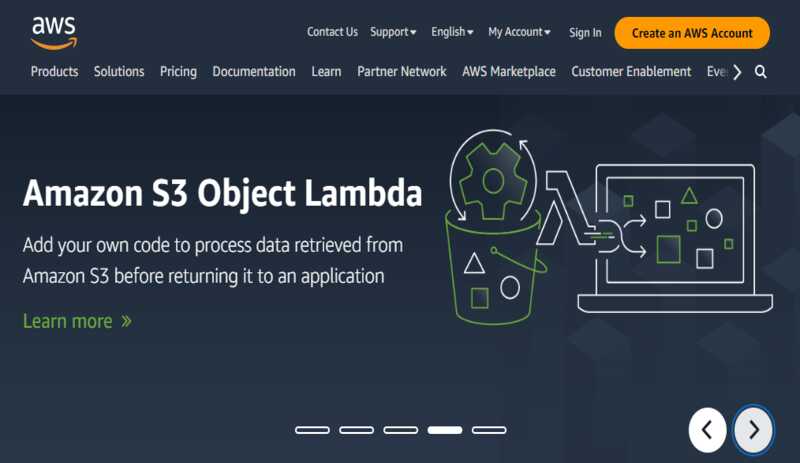 aws
Contact Us Support English My Account Sign In Create an AWS Account
Products Solutions Pricing Documentation Learn Partner Network AWS Marketplace Customer Enablement
Amazon S3 Object Lambda
Add your own code to process data retrieved from
Amazon S3 before returning it to an application
Learn more »